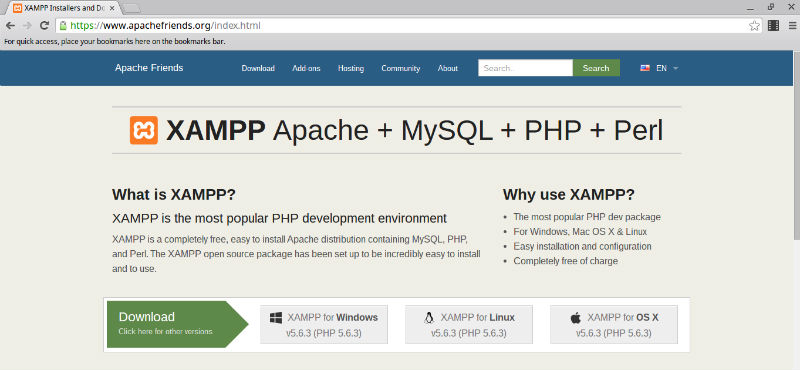 XAMPP Installers and Do
https://www.apachefriends.org/index.html
For quick access, place your bookmarks here on the bookmarks bar.
Apache Friends Download Add-ons Hosting Community About Search... Search EN
XAMPP Apache + MySQL + PHP + Perl
What is XAMPP?
XAMPP is the most popular PHP development environment
XAMPP is a completely free, easy to install Apache distribution containing MySQL, PHP,
and Perl. The XAMPP open source package has been set up to be incredibly easy to install
and to use.
Why use XAMPP?
The most popular PHP dev package
For Windows, Mac OS X & Linux
Easy installation and configuration
Completely free of charge
Download
Click here for other versions
XAMPP for Windows
v5.6.3 (PHP 5.6.3)
XAMPP for Linux
v5.6.3 (PHP 5.6.3)
XAMPP for OS X
v5.6.3 (PHP 5.6.3)